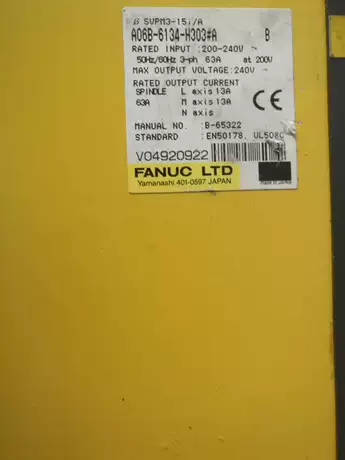 β SVPM3-15i/A
A06B-6134-H303#A B
RATED INPUT :200-240V ~
50Hz/60Hz 3-ph 63A at 200V
MAX OUTPUT VOLTAGE:240V ~
RATED OUTPUT CURRENT
SPINDLE L axis 13A
63A M axis 13A
N axis
CE
MANUAL NO. :B-65322
STANDARD :EN50178, UL508C
V04920922
FANUC LTD
Yamanashi 401-0597 JAPAN
Made in Japan